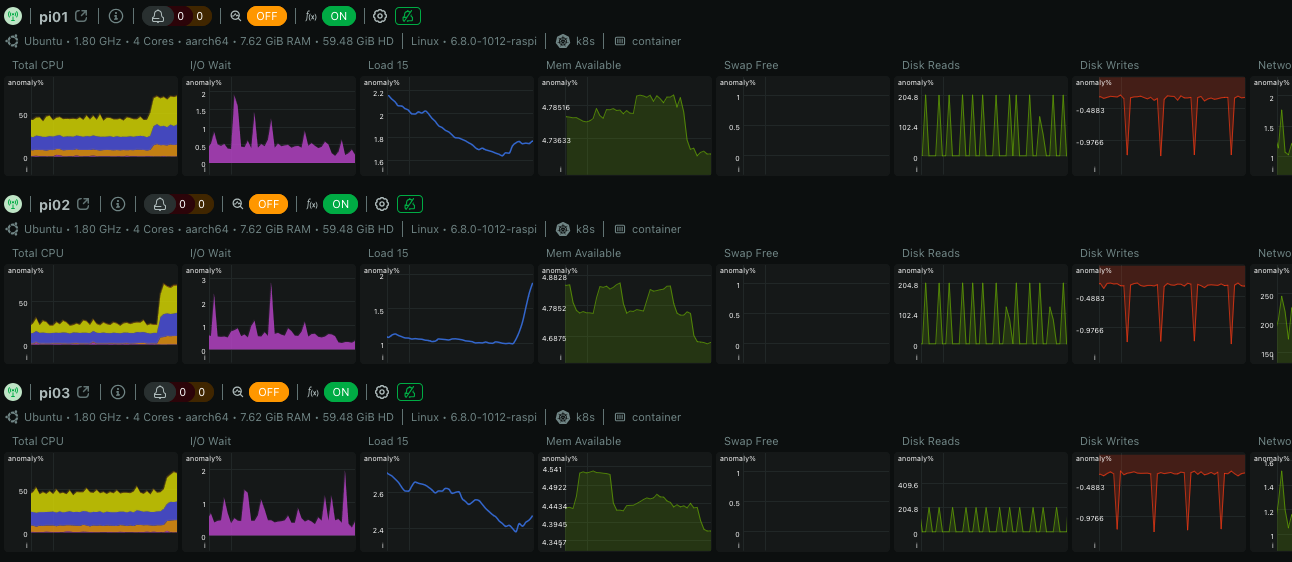 pi01 0 0 OFF f(x) ON
Ubuntu • 1.80 GHz • 4 Cores • aarch64 • 7.62 GiB RAM • 59.48 GiB HD Linux • 6.8.0-1012-raspi k8s container
Total CPU I/O Wait Load 15 Mem Available Swap Free Disk Reads Disk Writes Netwo
anomaly% anomaly% anomaly% anomaly% anomaly% anomaly% anomaly% anomaly%
50 0 i
2 1.5 1 0.5 0 i
2.2 2 1.8 1.6 i
4.78516 4.73633 i
1 0.5 0 i
204.8 102.4 0 i
-0.4883 -0.9766 i
2 1.5 1 i
pi02 0 0 OFF f(x) ON
Ubuntu • 1.80 GHz • 4 Cores • aarch64 • 7.62 GiB RAM • 59.48 GiB HD Linux • 6.8.0-1012-raspi k8s container
Total CPU I/O Wait Load 15 Mem Available Swap Free Disk Reads Disk Writes Netwo
anomaly% anomaly% anomaly% anomaly% anomaly% anomaly% anomaly% anomaly%
50 0 i
3 2 1 0 i
2 1.5 1 i
4.8828 4.7852 4.6875 i
1 0.5 0 i
204.8 102.4 0 i
-0.4883 -0.9766 i
250 200 150 i
pi03 0 0 OFF f(x) ON
Ubuntu • 1.80 GHz • 4 Cores • aarch64 • 7.62 GiB RAM • 59.48 GiB HD Linux • 6.8.0-1012-raspi k8s container
Total CPU I/O Wait Load 15 Mem Available Swap Free Disk Reads Disk Writes Netwo
anomaly% anomaly% anomaly% anomaly% anomaly% anomaly% anomaly% anomaly%
50 0 i
2 1 0 i
2.6 2.4 i
4.541 4.4922 4.4434 4.3945 4.3457 i
1 0.5 0 i
409.6 204.8 0 i
-0.4883 -0.9766 i
1.6 1.4 1.2 1 i